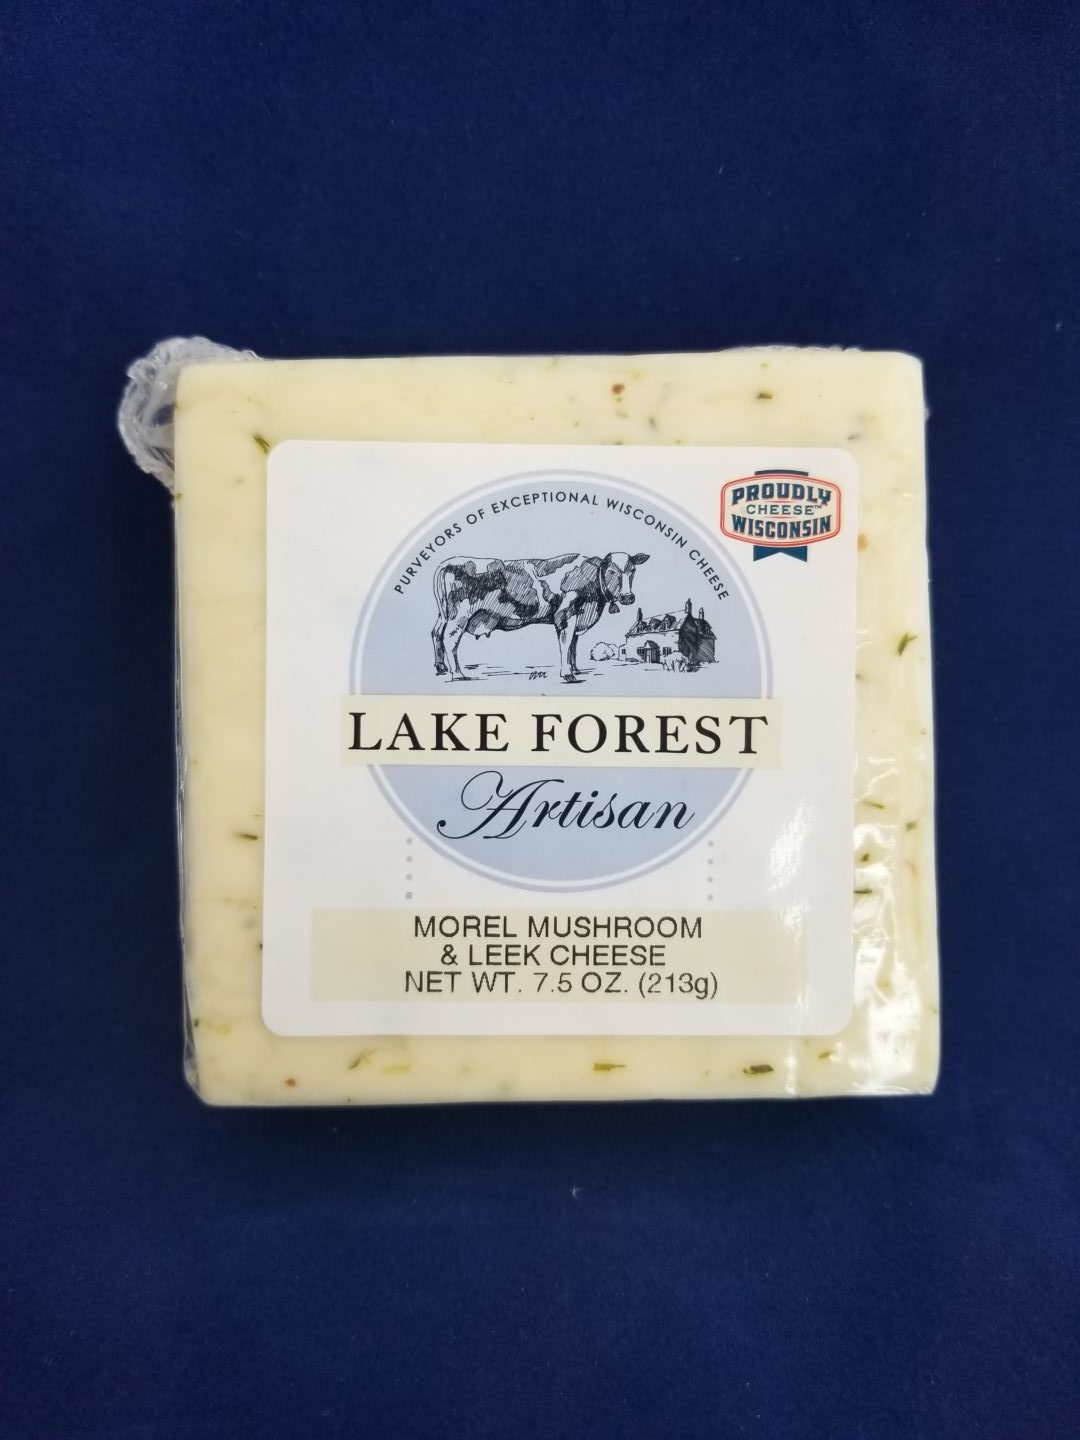 PURVEYORS OF EXCEPTIONAL WISCONSIN CHEESE
PROUDLY
CHEESE™
WISCONSIN
LAKE FOREST
Artisan
MOREL MUSHROOM
& LEEK CHEESE
NET WT. 7.5 OZ. (213g)